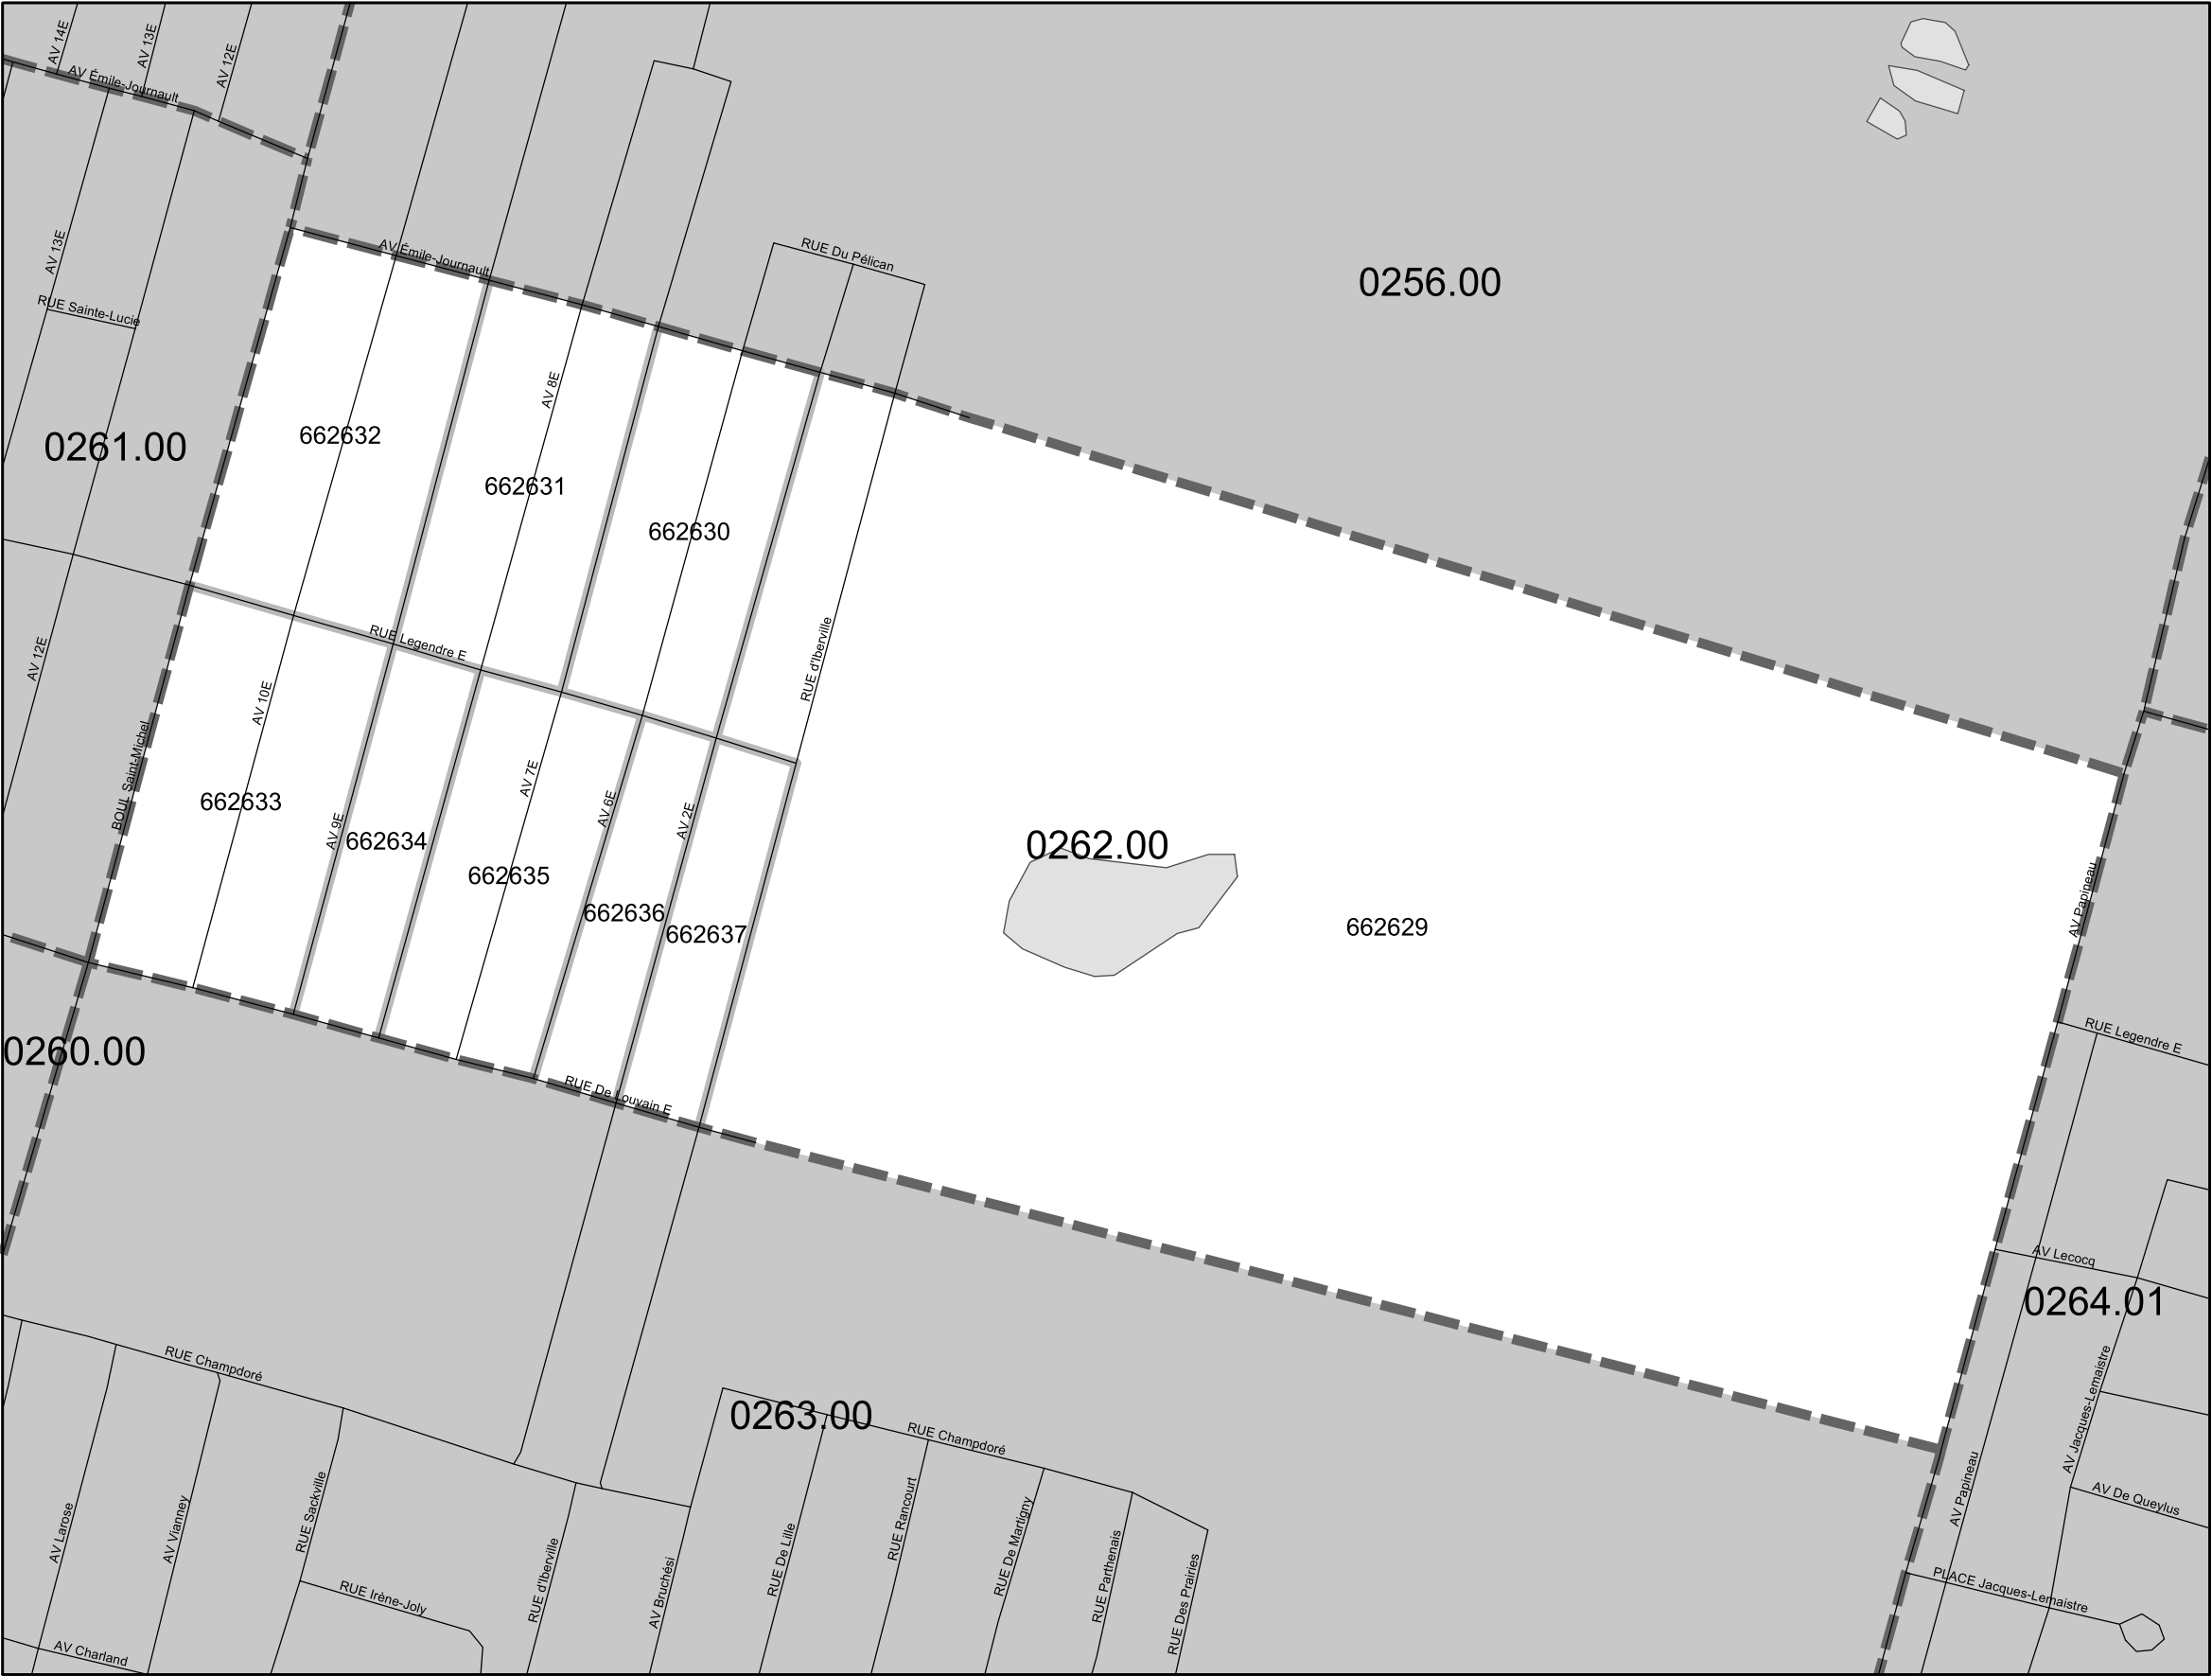 AV 14E
AV 13E
AV 12E
AV Émile-Journault
AV 13E
RUE Sainte-Lucie
AV Émile-Journault
RUE Du Pélican
0256.00
AV 8E
0261.00
662632
662631
662630
RUE Legendre E
RUE d'Iberville
AV 12E
AV 10E
BOUL Saint-Michel
662633
AV 9E
662634
AV 7E
AV 6E
AV 2E
662635
662636
662637
0262.00
662629
AV Papineau
0260.00
RUE De Louvain E
RUE Legendre E
AV Lecocq
0264.01
RUE Champdoré
0263.00
RUE Champdoré
AV Jacques-Lemaistre
AV Papineau
AV De Queylus
AV Larose
AV Vianney
RUE Sackville
RUE d'Iberville
AV Bruchési
RUE De Lille
RUE Rancourt
RUE De Martigny
RUE Parthenais
RUE Des Prairies
PLACE Jacques-Lemaistre
RUE Irène-Joly
AV Charland